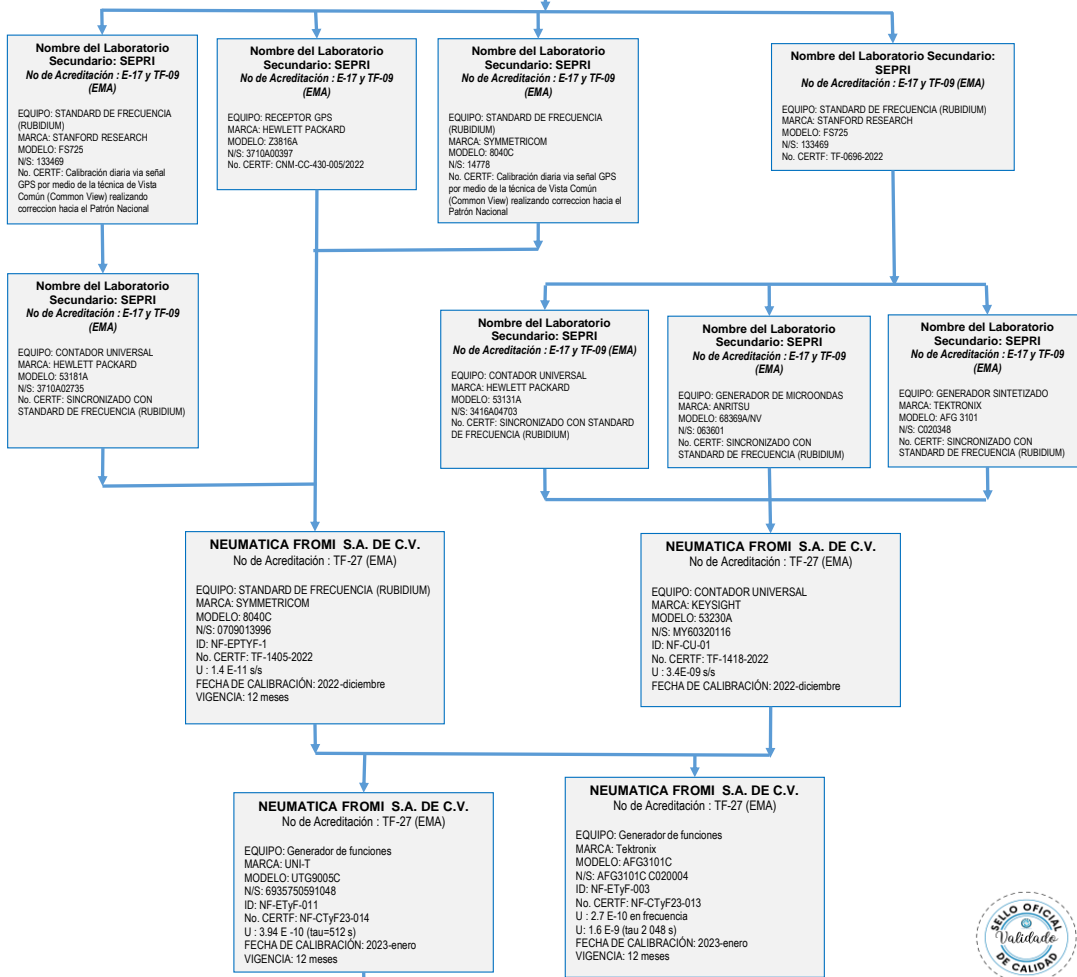 Nombre del Laboratorio
Secundario: SEPRI
No de Acreditación : E-17 y TF-09
(EMA)
EQUIPO: STANDARD DE FRECUENCIA
(RUBIDIUM)
MARCA: STANFORD RESEARCH
MODELO: FS725
N/S: 133469
No. CERTF: Calibración diaria via señal
GPS por medio de la técnica de Vista
Común (Common View) realizando
correccion hacia el Patrón Nacional
Nombre del Laboratorio
Secundario: SEPRI
No de Acreditación : E-17 y TF-09
(EMA)
EQUIPO: RECEPTOR GPS
MARCA: HEWLETT PACKARD
MODELO: Z3816A
N/S: 3710A00397
No. CERTF: CNM-CC-430-005/2022
Nombre del Laboratorio
Secundario: SEPRI
No de Acreditación : E-17 y TF-09
(EMA)
EQUIPO: STANDARD DE FRECUENCIA
(RUBIDIUM)
MARCA: SYMMETRICOM
MODELO: 8040C
N/S: 14778
No. CERTF: Calibración diaria via señal GPS
por medio de la técnica de Vista Común
(Common View) realizando correccion hacia el
Patrón Nacional
Nombre del Laboratorio Secundario:
SEPRI
No de Acreditación : E-17 y TF-09 (EMA)
EQUIPO: STANDARD DE FRECUENCIA (RUBIDIUM)
MARCA: STANFORD RESEARCH
MODELO: FS725
N/S: 133469
No. CERTF: TF-0696-2022
Nombre del Laboratorio
Secundario: SEPRI
No de Acreditación : E-17 y TF-09
(EMA)
EQUIPO: CONTADOR UNIVERSAL
MARCA: HEWLETT PACKARD
MODELO: 53181A
N/S: 3710A02735
No. CERTF: SINCRONIZADO CON
STANDARD DE FRECUENCIA (RUBIDIUM)
Nombre del Laboratorio
Secundario: SEPRI
No de Acreditación : E-17 y TF-09 (EMA)
EQUIPO: CONTADOR UNIVERSAL
MARCA: HEWLETT PACKARD
MODELO: 53131A
N/S: 3416A04703
No. CERTF: SINCRONIZADO CON STANDARD
DE FRECUENCIA (RUBIDIUM)
Nombre del Laboratorio
Secundario: SEPRI
No de Acreditación : E-17 y TF-09
(EMA)
EQUIPO: GENERADOR DE MICROONDAS
MARCA: ANRITSU
MODELO: 68369A/NV
N/S: 063601
No. CERTF: SINCRONIZADO CON
STANDARD DE FRECUENCIA (RUBIDIUM)
Nombre del Laboratorio
Secundario: SEPRI
No de Acreditación : E-17 y TF-09
(EMA)
EQUIPO: GENERADOR SINTETIZADO
MARCA: TEKTRONIX
MODELO: AFG 3101
N/S: C020348
No. CERTF: SINCRONIZADO CON
STANDARD DE FRECUENCIA (RUBIDIUM)
NEUMATICA FROMI S.A. DE C.V.
No de Acreditación : TF-27 (EMA)
EQUIPO: STANDARD DE FRECUENCIA (RUBIDIUM)
MARCA: SYMMETRICOM
MODELO: 8040C
N/S: 0709013996
ID: NF-EPTYF-1
No. CERTF: TF-1405-2022
U : 1.4 E-11 s/s
FECHA DE CALIBRACIÓN: 2022-diciembre
VIGENCIA: 12 meses
NEUMATICA FROMI S.A. DE C.V.
No de Acreditación : TF-27 (EMA)
EQUIPO: CONTADOR UNIVERSAL
MARCA: KEYSIGHT
MODELO: 53230A
N/S: MY60320116
ID: NF-CU-01
No. CERTF: TF-1418-2022
U : 3.4E-09 s/s
FECHA DE CALIBRACIÓN: 2022-diciembre
VIGENCIA: 12 meses
NEUMATICA FROMI S.A. DE C.V.
No de Acreditación : TF-27 (EMA)
EQUIPO: Generador de funciones
MARCA: UNI-T
MODELO: UTG9005C
N/S: 6935750591048
ID: NF-ETyF-011
No. CERTF: NF-CTyF23-014
U : 3.94 E -10 (tau=512 s)
FECHA DE CALIBRACIÓN: 2023-enero
VIGENCIA: 12 meses
NEUMATICA FROMI S.A. DE C.V.
No de Acreditación : TF-27 (EMA)
EQUIPO: Generador de funciones
MARCA: Tektronix
MODELO: AFG3101C
N/S: AFG3101C C020004
ID: NF-ETyF-003
No. CERTF: NF-CTyF23-013
U : 2.7 E-10 en frecuencia
U: 1.6 E-9 (tau 2 048 s)
FECHA DE CALIBRACIÓN: 2023-enero
VIGENCIA: 12 meses
SELLO OFICIAL
Validado
DE CALIDAD